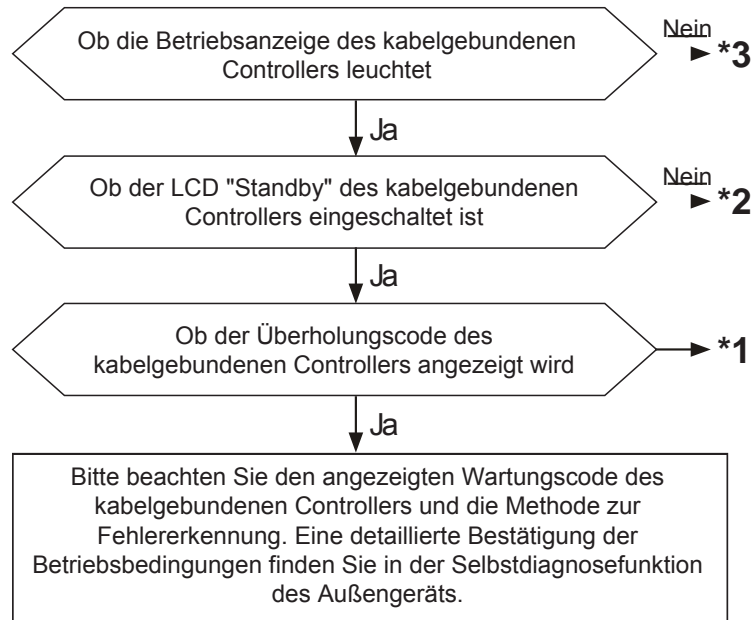 Ob die Betriebsanzeige des kabelgebundenen
Controllers leuchtet
Nein
*3
Ja
Ob der LCD "Standby" des kabelgebundenen
Controllers eingeschaltet ist
Nein
*2
Ja
Ob der Überholungscode des
kabelgebundenen Controllers angezeigt wird
*1
Ja
Bitte beachten Sie den angezeigten Wartungscode des
kabelgebundenen Controllers und die Methode zur
Fehlererkennung. Eine detaillierte Bestätigung der
Betriebsbedingungen finden Sie in der Selbstdiagnosefunktion
des Außengeräts.